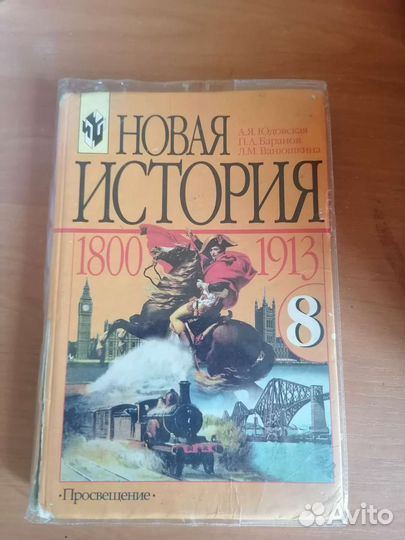 А.Я.Юдовская
П.А.Баранов
Л.М.Ванюшкина
НОВАЯ
ИСТОРИЯ
1800 1913
8
•Просвещение•
Avito